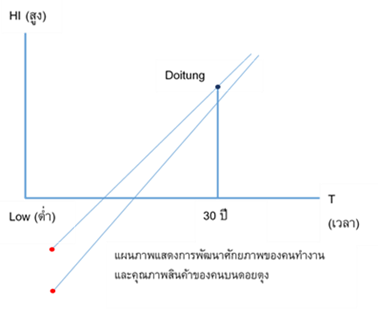 HI (สูง)
Doitung
T
Low (ต่ำ)
30 ปี
(เวลา)
แผนภาพแสดงการพัฒนาศักยภาพของคนทำงาน
และคุณภาพสินค้าของคนบนดอยตุง